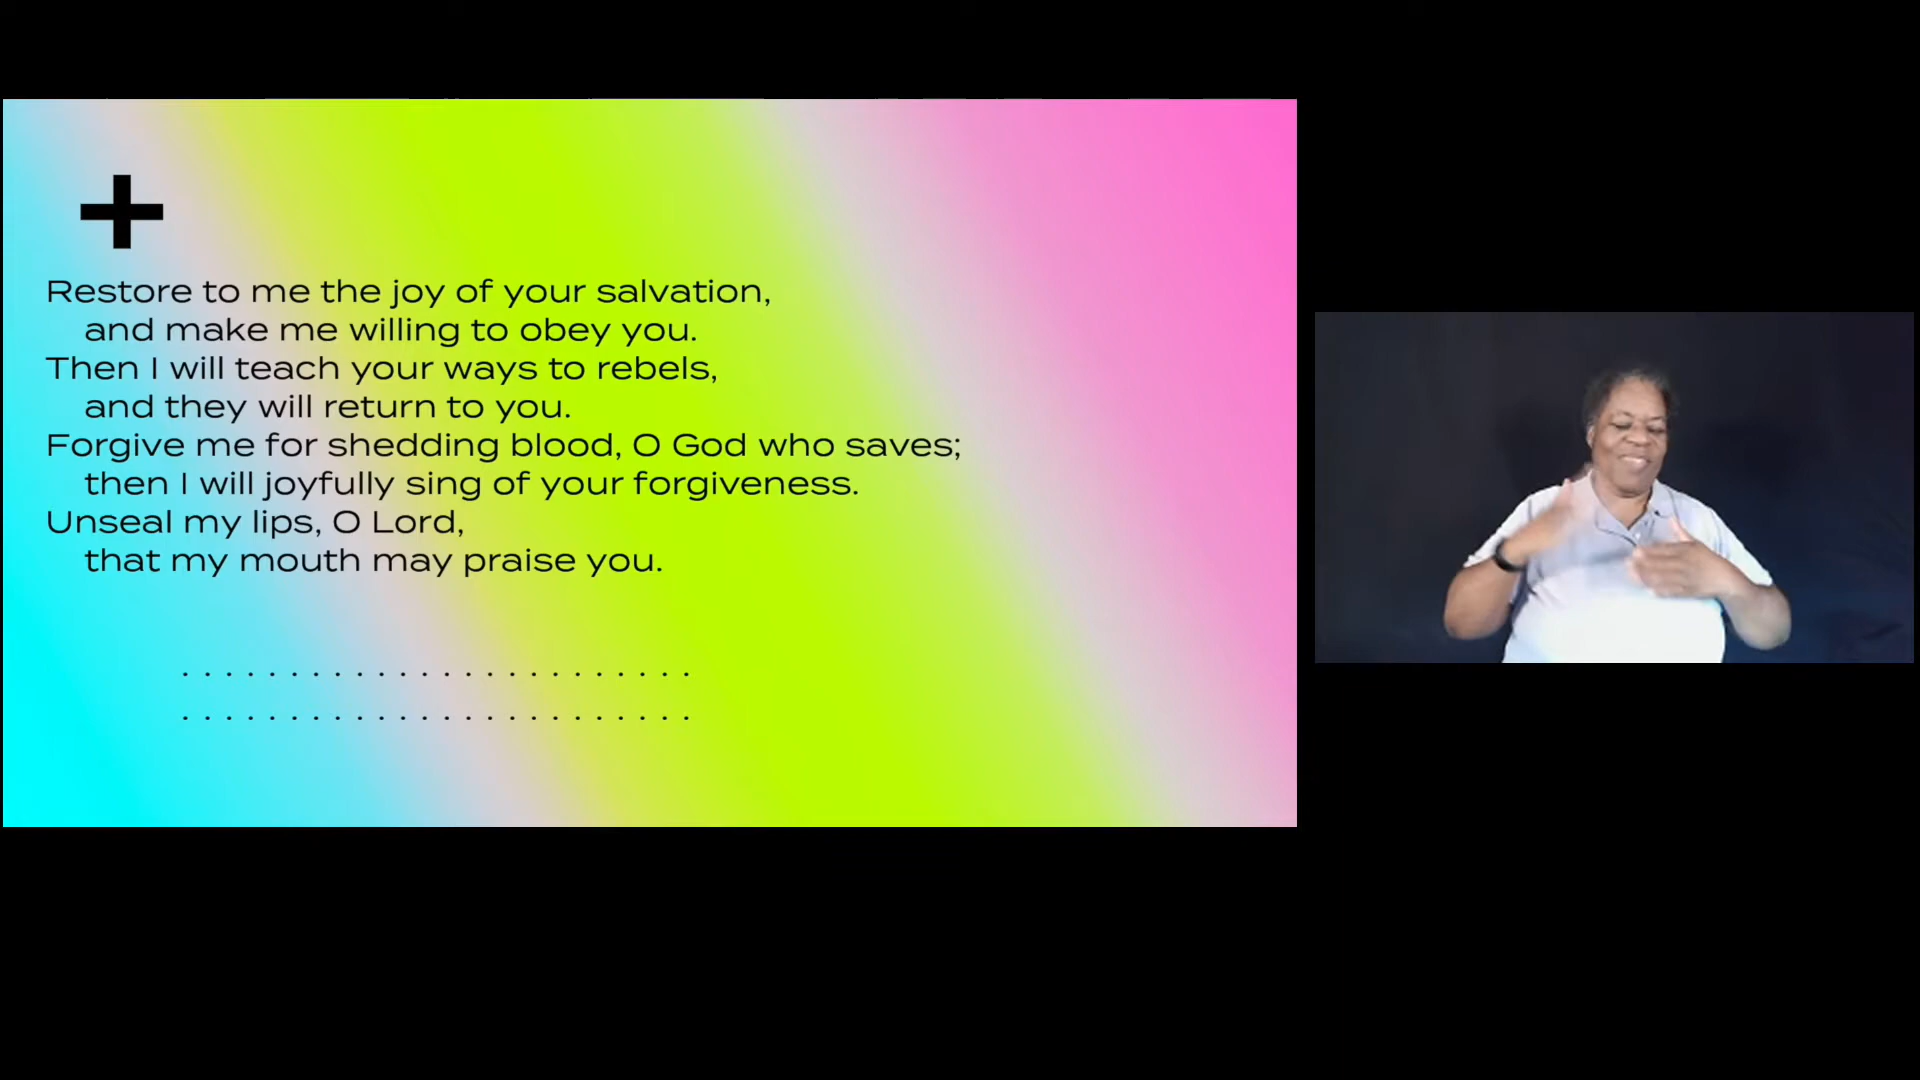 Restore to me the joy of your salvation,
and make me willing to obey you.
Then I will teach your ways to rebels,
and they will return to you.
Forgive me for shedding blood, O God who saves;
then I will joyfully sing of your forgiveness.
Unseal my lips, O Lord,
that my mouth may praise you.